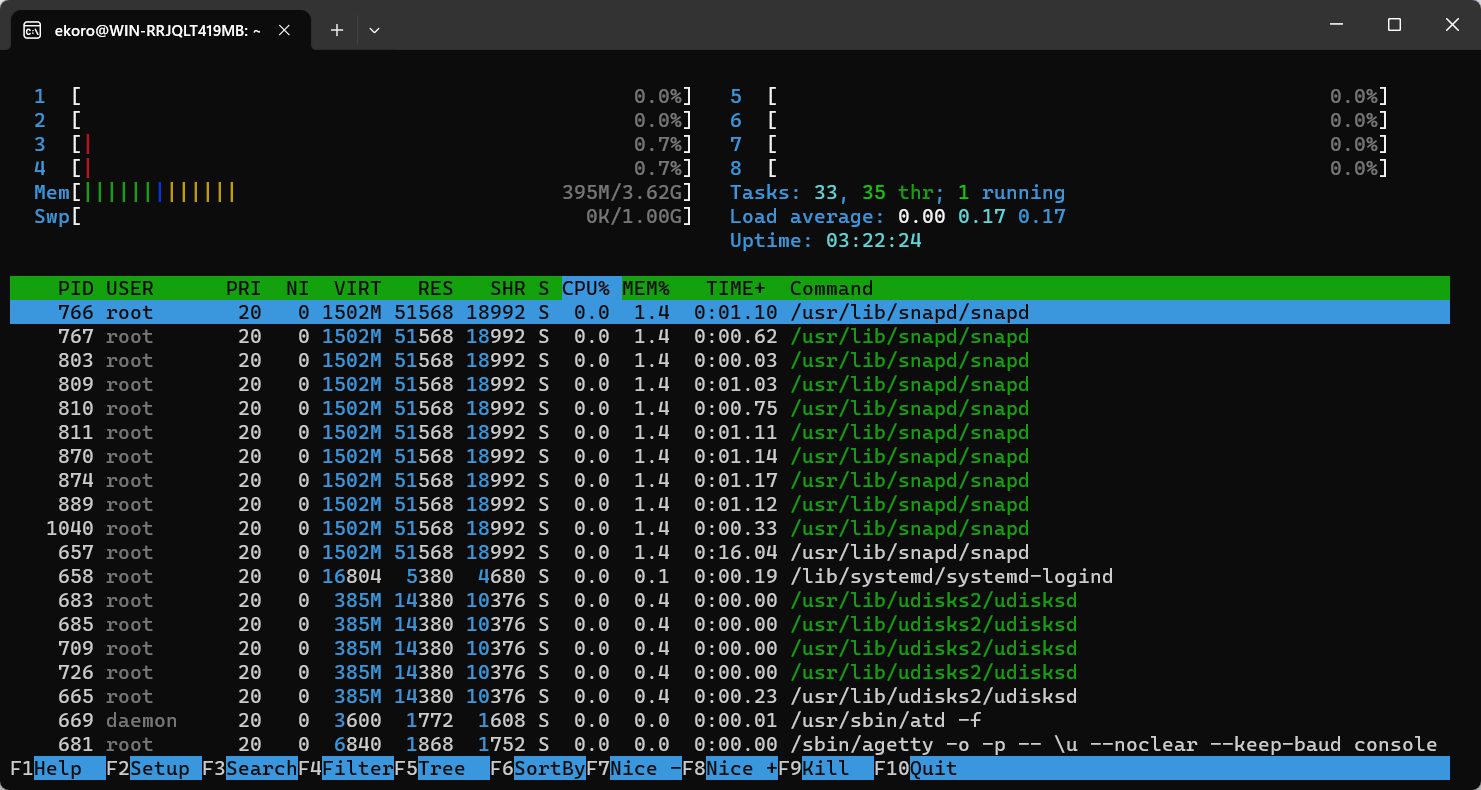 ekoro@WIN-RRJQLT419MB: ~
1 [ 0.0%] 5 [ 0.0%]
2 [ 0.0%] 6 [ 0.0%]
3 [| 0.7%] 7 [ 0.0%]
4 [| 0.7%] 8 [ 0.0%]
Mem[||||||||||||| 395M/3.62G] Tasks: 33, 35 thr; 1 running
Swp[ 0K/1.00G] Load average: 0.00 0.17 0.17
Uptime: 03:22:24
PID USER PRI NI VIRT RES SHR S CPU% MEM% TIME+ Command
766 root 20 0 1502M 51568 18992 S 0.0 1.4 0:01.10 /usr/lib/snapd/snapd
767 root 20 0 1502M 51568 18992 S 0.0 1.4 0:00.62 /usr/lib/snapd/snapd
803 root 20 0 1502M 51568 18992 S 0.0 1.4 0:00.03 /usr/lib/snapd/snapd
809 root 20 0 1502M 51568 18992 S 0.0 1.4 0:01.03 /usr/lib/snapd/snapd
810 root 20 0 1502M 51568 18992 S 0.0 1.4 0:00.75 /usr/lib/snapd/snapd
811 root 20 0 1502M 51568 18992 S 0.0 1.4 0:01.11 /usr/lib/snapd/snapd
870 root 20 0 1502M 51568 18992 S 0.0 1.4 0:01.14 /usr/lib/snapd/snapd
874 root 20 0 1502M 51568 18992 S 0.0 1.4 0:01.17 /usr/lib/snapd/snapd
889 root 20 0 1502M 51568 18992 S 0.0 1.4 0:01.12 /usr/lib/snapd/snapd
1040 root 20 0 1502M 51568 18992 S 0.0 1.4 0:00.33 /usr/lib/snapd/snapd
657 root 20 0 1502M 51568 18992 S 0.0 1.4 0:16.04 /usr/lib/snapd/snapd
658 root 20 0 16804 5380 4680 S 0.0 0.1 0:00.19 /lib/systemd/systemd-logind
683 root 20 0 385M 14380 10376 S 0.0 0.4 0:00.00 /usr/lib/udisks2/udisksd
685 root 20 0 385M 14380 10376 S 0.0 0.4 0:00.00 /usr/lib/udisks2/udisksd
709 root 20 0 385M 14380 10376 S 0.0 0.4 0:00.00 /usr/lib/udisks2/udisksd
726 root 20 0 385M 14380 10376 S 0.0 0.4 0:00.00 /usr/lib/udisks2/udisksd
665 root 20 0 385M 14380 10376 S 0.0 0.4 0:00.23 /usr/lib/udisks2/udisksd
669 daemon 20 0 3600 1772 1608 S 0.0 0.0 0:00.01 /usr/sbin/atd -f
681 root 20 0 6840 1868 1752 S 0.0 0.0 0:00.00 /sbin/agetty -o -p -- \u --noclear --keep-baud console
F1Help F2Setup F3SearchF4FilterF5Tree F6SortByF7Nice -F8Nice +F9Kill F10Quit